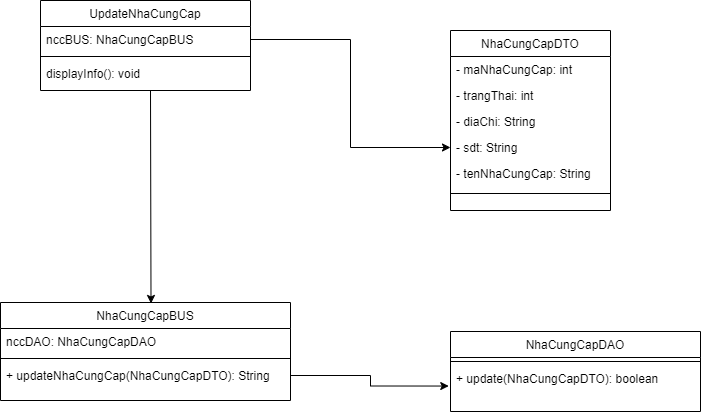 UpdateNhaCungCap
nccBUS: NhaCungCapBUS
displayInfo(): void
NhaCungCapDTO
- maNhaCungCap: int
- trangThai: int
- diaChi: String
- sdt: String
- tenNhaCungCap: String
NhaCungCapBUS
nccDAO: NhaCungCapDAO
+ updateNhaCungCap(NhaCungCapDTO): String
NhaCungCapDAO
+ update(NhaCungCapDTO): boolean